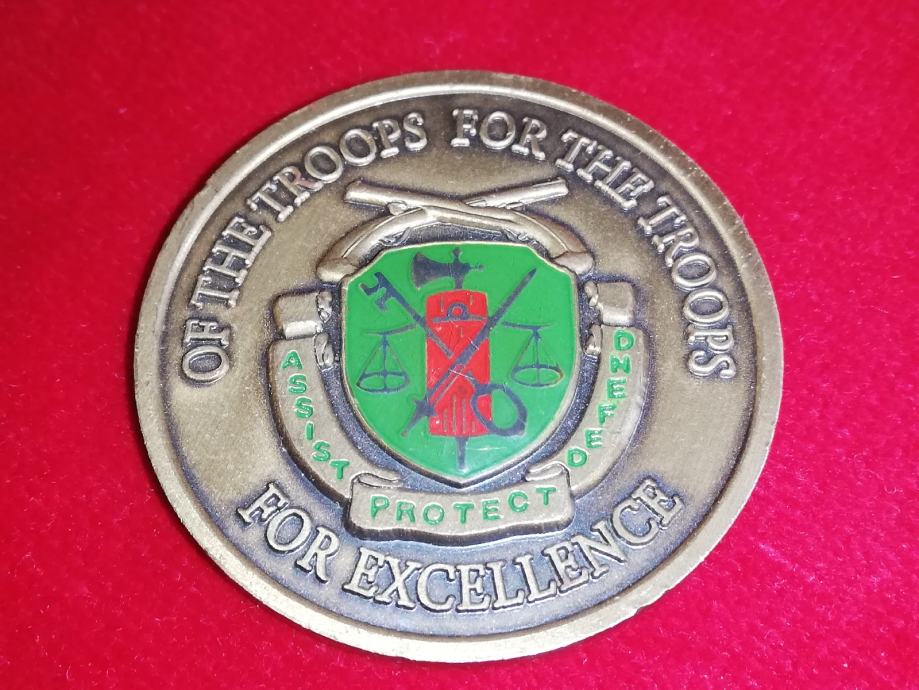 OF THE TROOPS FOR THE TROOPS
ASSIST
PROTECT
DEFEND
FOR EXCELLENCE